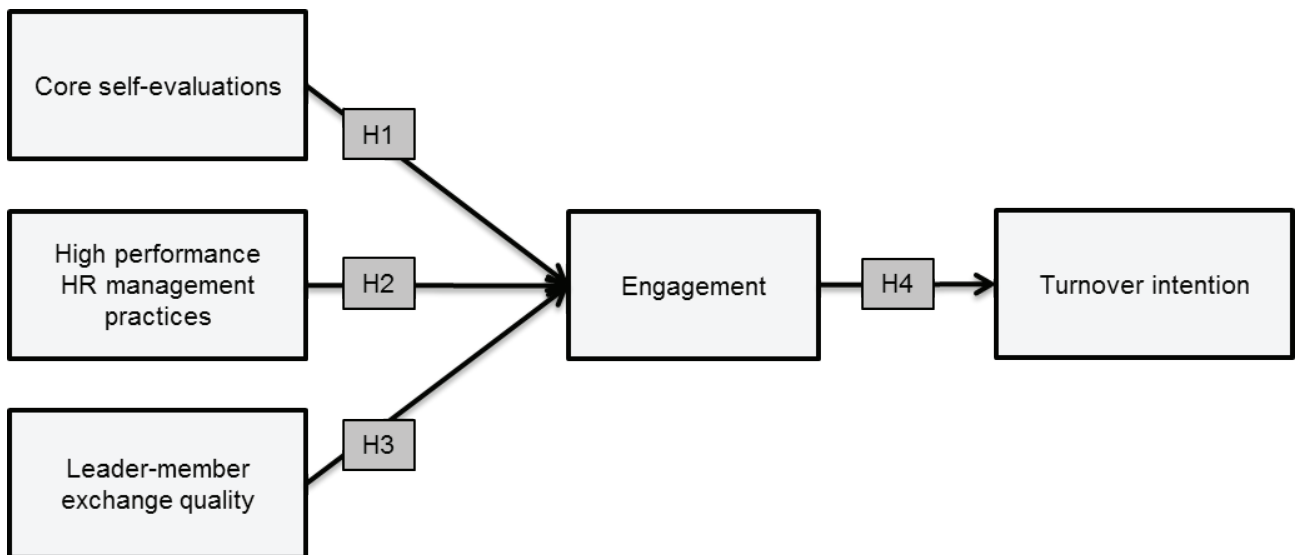 Core self-evaluations
H1
High performance
HR management
practices
H2
Engagement
H4
Turnover intention
H3
Leader-member
exchange quality